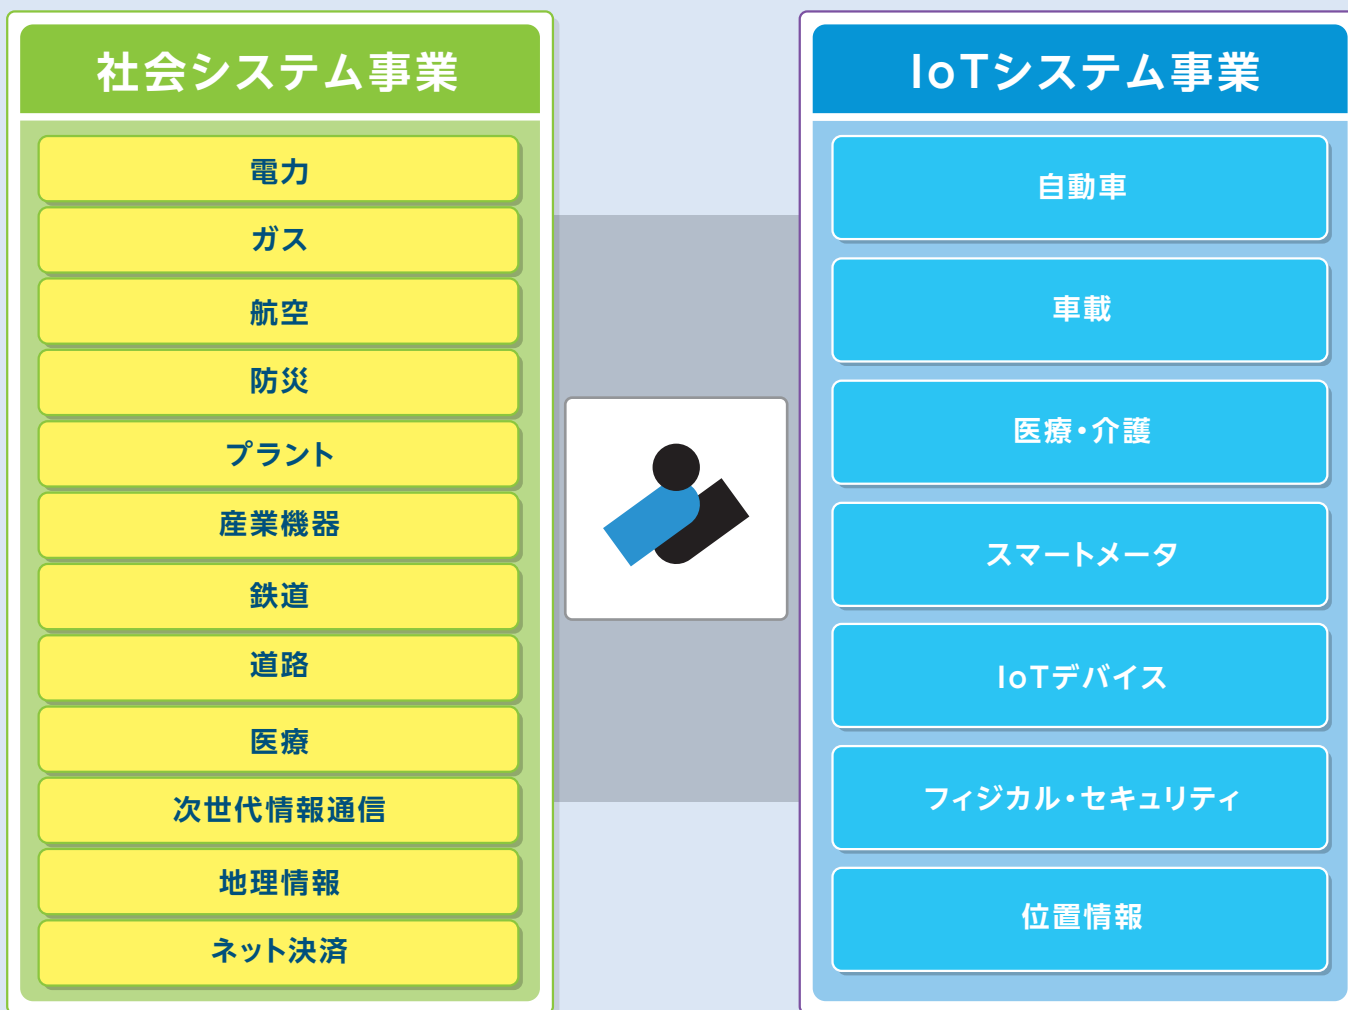 社会システム事業
電力
ガス
航空
防災
プラント
産業機器
鉄道
道路
医療
次世代情報通信
地理情報
ネット決済
IoTシステム事業
自動車
車載
医療・介護
スマートメータ
IoTデバイス
フィジカル・セキュリティ
位置情報